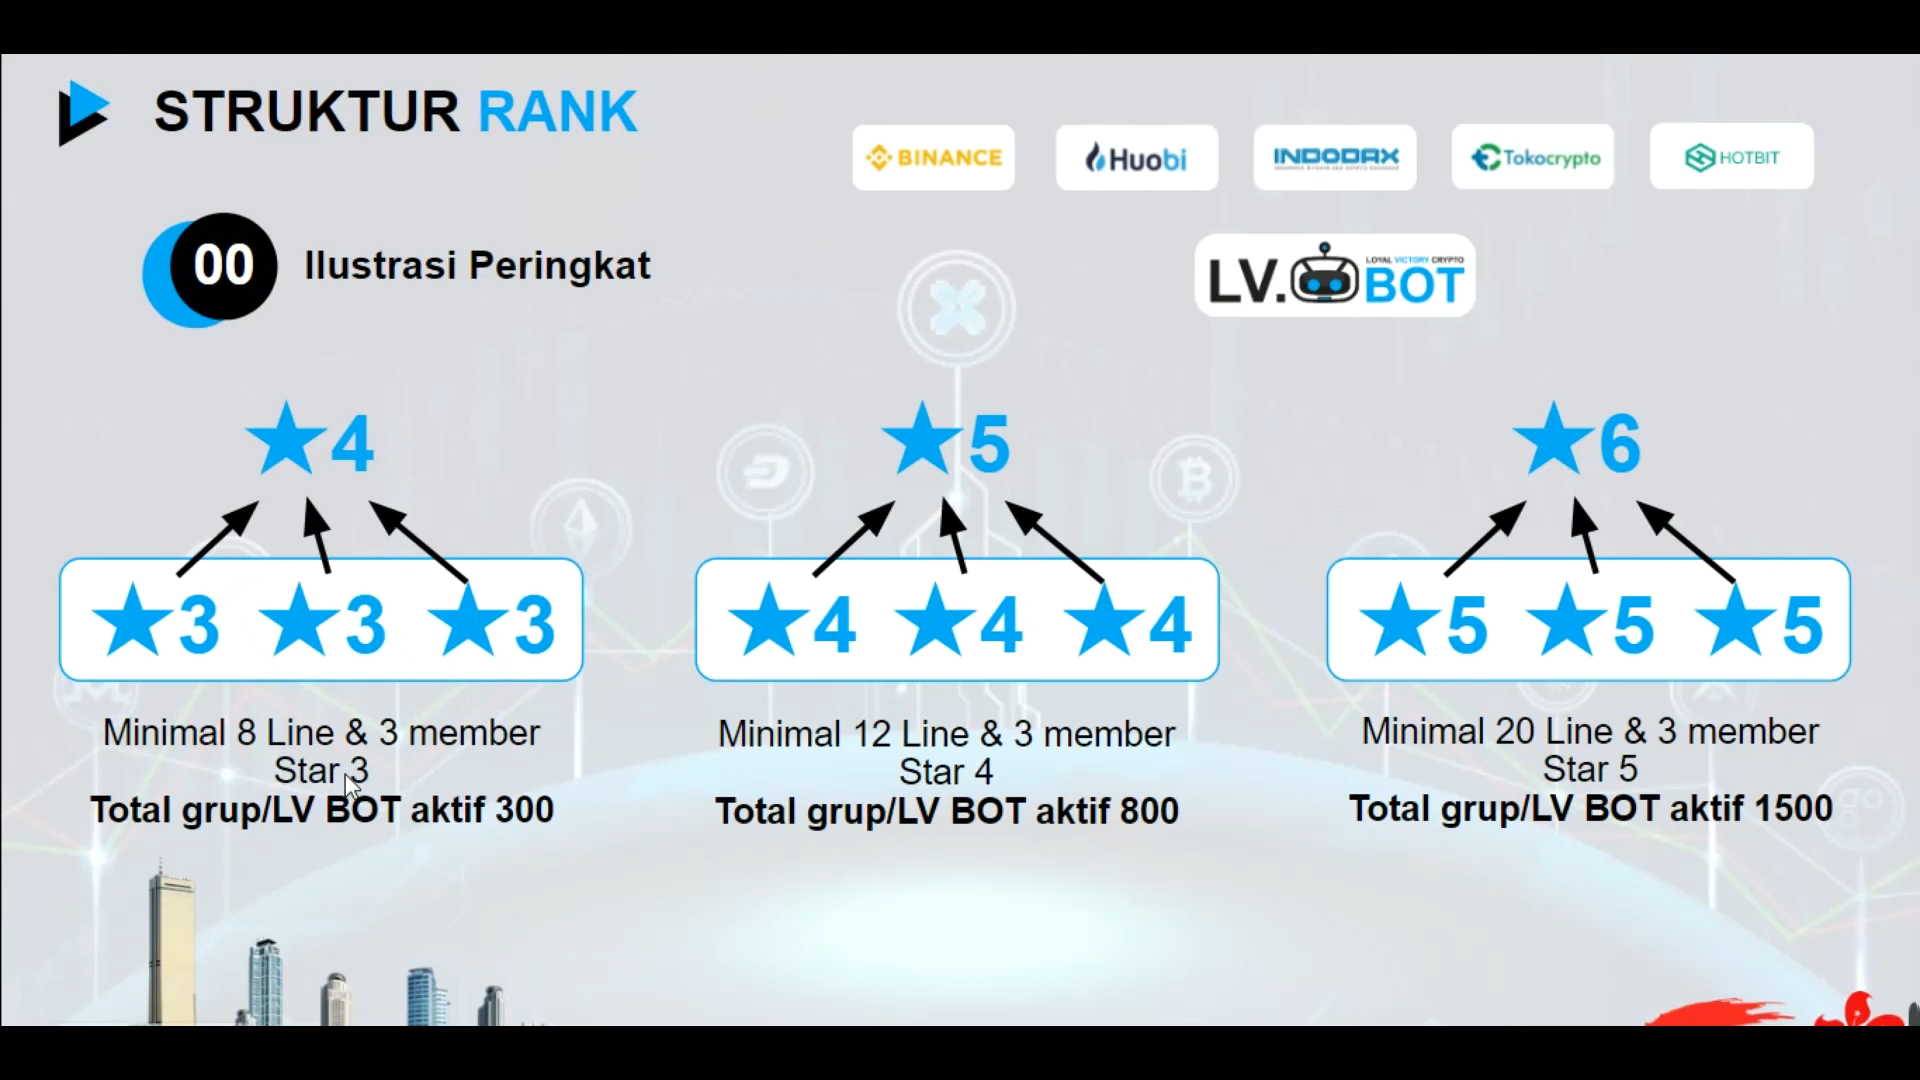 STRUKTUR RANK
BINANCE
Huobi
INDODAX
Tokocrypto
HOTBIT
00
Ilustrasi Peringkat
LV. BOT
LOYAL VICTORY CRYPTO
4
5
6
3 3 3
4 4 4
5 5 5
Minimal 8 Line & 3 member
Star 3
Total grup/LV BOT aktif 300
Minimal 12 Line & 3 member
Star 4
Total grup/LV BOT aktif 800
Minimal 20 Line & 3 member
Star 5
Total grup/LV BOT aktif 1500